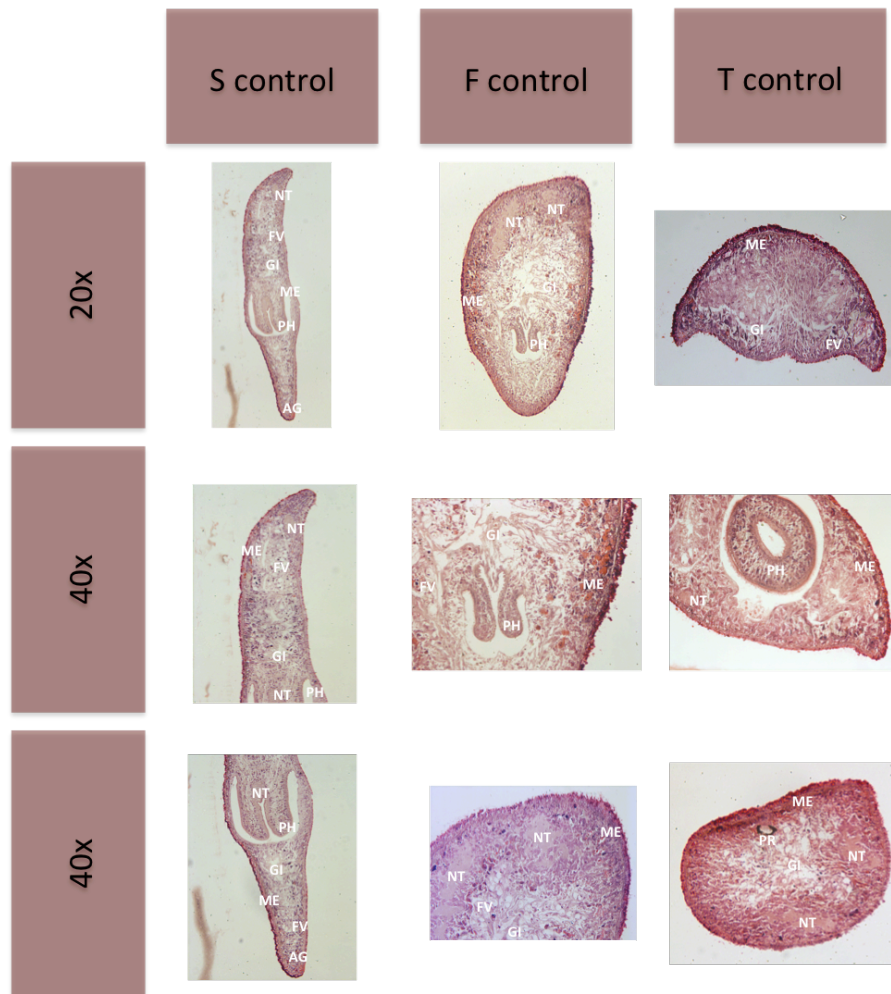 S control
F control
T control
20x
NT
FV
GI
ME
PH
AG
NT
NT
GI
ME
PH
ME
GI
FV
40x
NT
ME
FV
GI
NT
PH
GI
FV
ME
PH
ME
PH
NT
40x
NT
PH
GI
ME
FV
AG
ME
NT
NT
FV
GI
ME
PR
GI
NT
NT